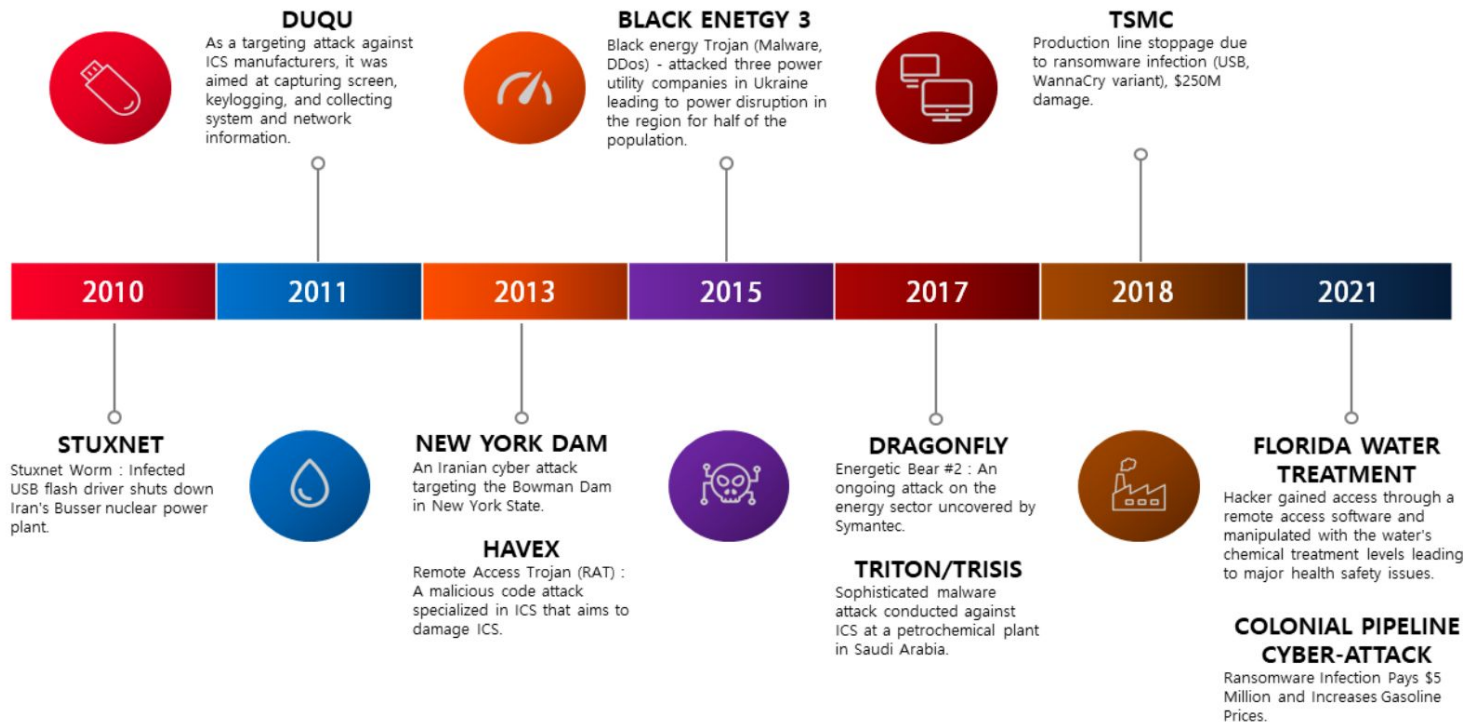 DUQU
As a targeting attack against
ICS manufacturers, it was
aimed at capturing screen,
keylogging, and collecting
system and network
information.
BLACK ENETGY 3
Black energy Trojan (Malware,
DDos) - attacked three power
utility companies in Ukraine
leading to power disruption in
the region for half of the
population.
TSMC
Production line stoppage due
to ransomware infection (USB,
WannaCry variant), $250M
damage.
2010
2011
2013
2015
2017
2018
2021
STUXNET
Stuxnet Worm : Infected
USB flash driver shuts down
Iran's Busser nuclear power
plant.
NEW YORK DAM
An Iranian cyber attack
targeting the Bowman Dam
in New York State.
HAVEX
Remote Access Trojan (RAT) :
A malicious code attack
specialized in ICS that aims to
damage ICS.
DRAGONFLY
Energetic Bear #2 : An
ongoing attack on the
energy sector uncovered by
Symantec.
TRITON/TRISIS
Sophisticated malware
attack conducted against
ICS at a petrochemical plant
in Saudi Arabia.
FLORIDA WATER
TREATMENT
Hacker gained access through a
remote access software and
manipulated with the water's
chemical treatment levels leading
to major health safety issues.
COLONIAL PIPELINE
CYBER-ATTACK
Ransomware Infection Pays $5
Million and Increases Gasoline
Prices.